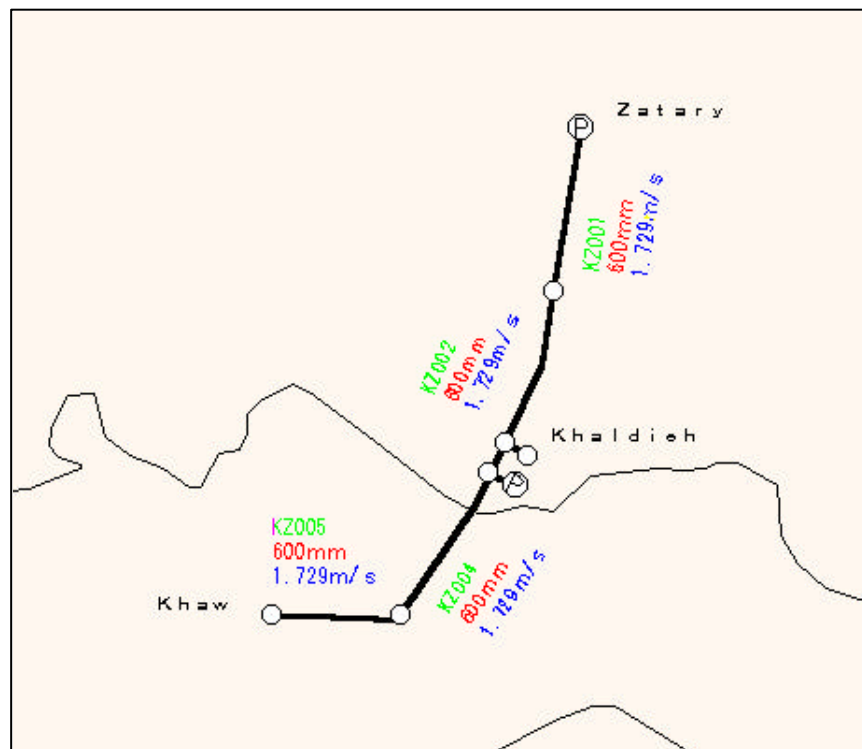 Zatary
P
KZ001
600mm
1.729m/s
KZ002
600mm
1.729m/s
Khaldieh
P
KZ005
600mm
1.729m/s
KZ004
600mm
1.729m/s
Khaw